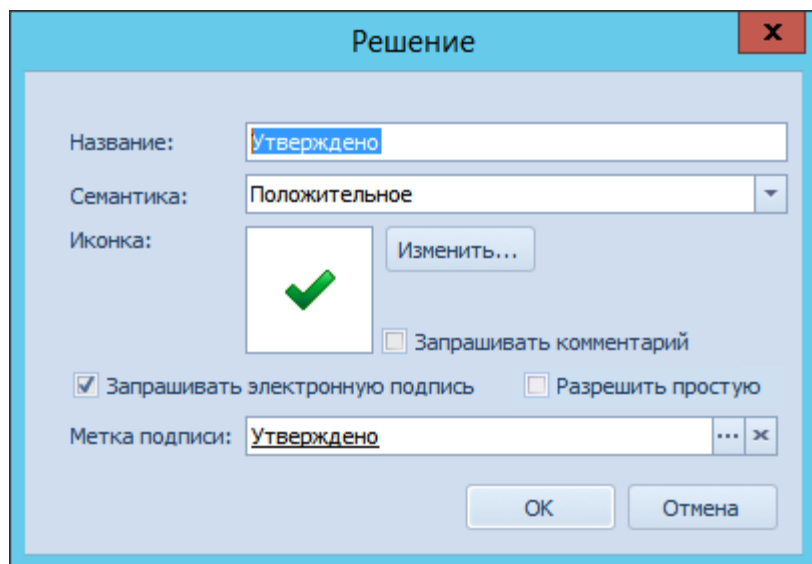 Решение
x
Название: Утверждено
Семантика: Положительное
Иконка: Изменить...
Запрашивать комментарий
Запрашивать электронную подпись Разрешить простую
Метка подписи: Утверждено ...
OK Отмена